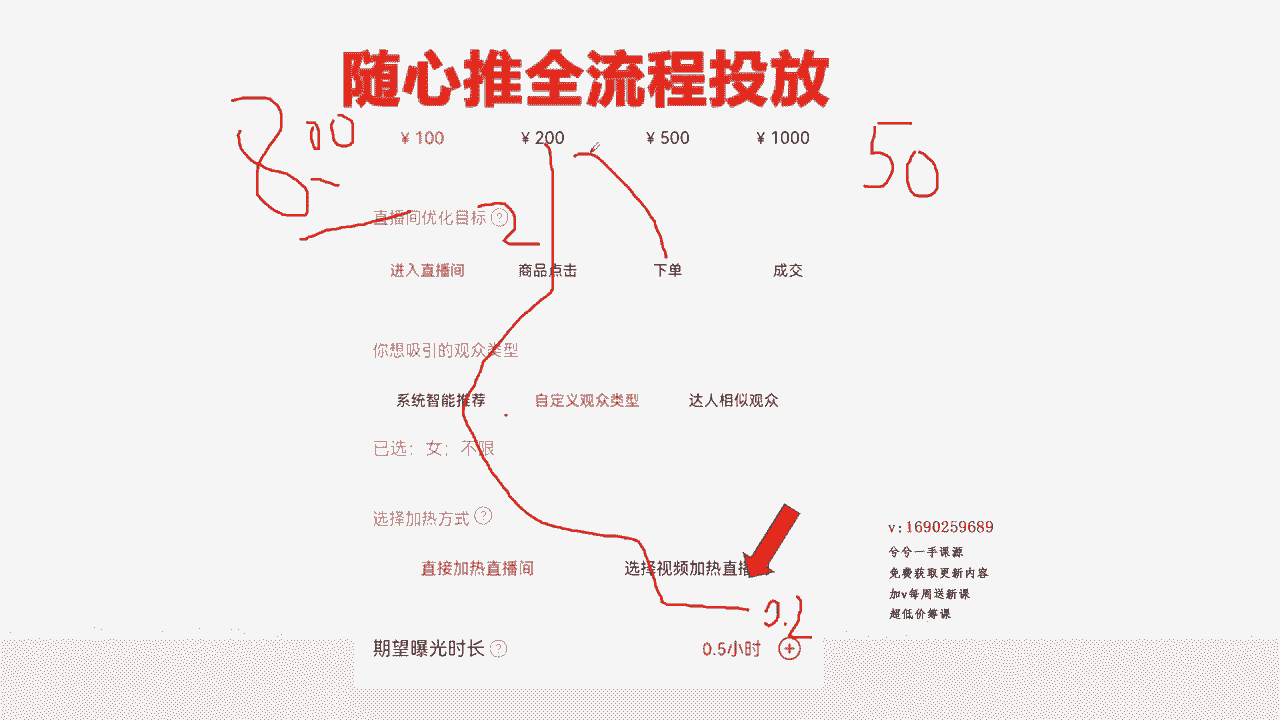 随心推全流程投放
800
¥ 100 ¥ 200 ¥ 500 ¥ 1000
50
直播间优化目标 ?
2
进入直播间 商品点击 下单 成交
你想吸引的观众类型
系统智能推荐 自定义观众类型 达人相似观众
已选：女；不限
选择加热方式 ?
直接加热直播间 选择视频加热直播
v:1690259689
兮兮一手课源
免费获取更新内容
加v每周送新课
超低价筹课
0.2
期望曝光时长 ? 0.5小时 +